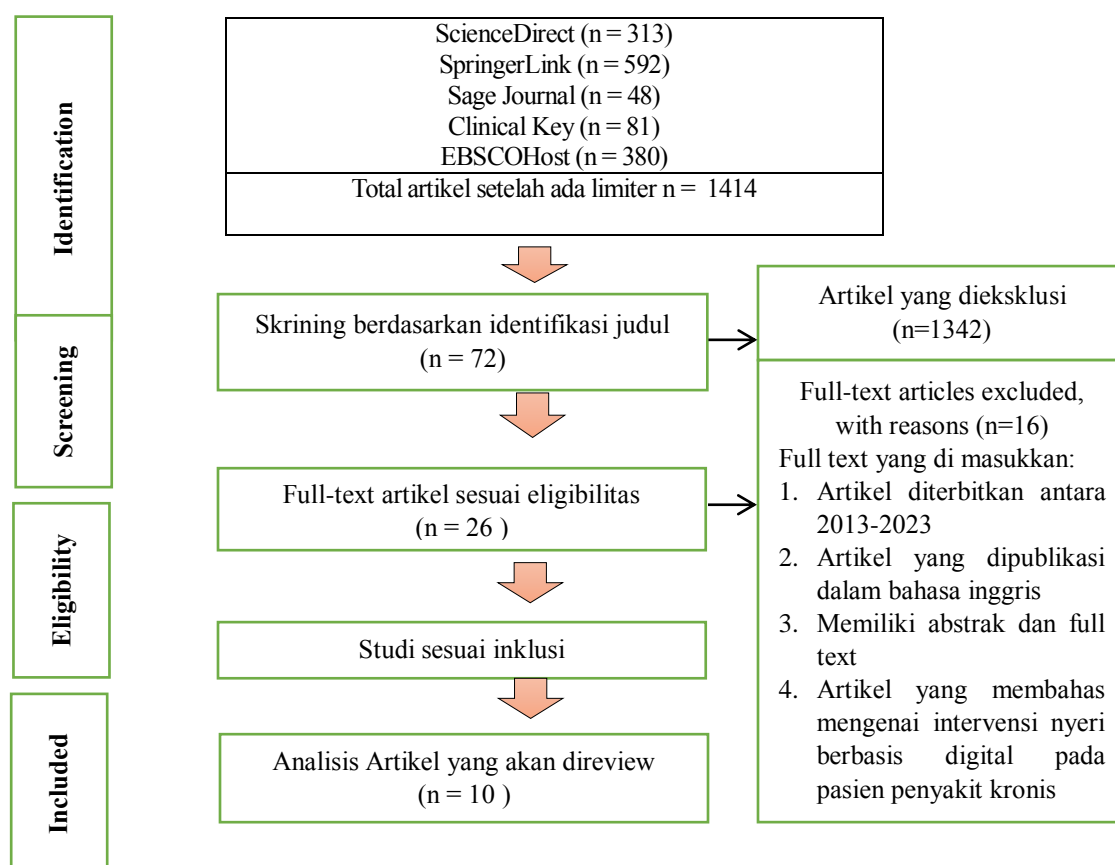 Identification
ScienceDirect (n = 313)
SpringerLink (n = 592)
Sage Journal (n = 48)
Clinical Key (n = 81)
EBSCOHost (n = 380)
Total artikel setelah ada limiter n = 1414
Screening
Skrining berdasarkan identifikasi judul
(n = 72)
Artikel yang dieksklusi
(n=1342)
Eligibility
Full-text artikel sesuai eligibilitas
(n = 26 )
Full-text articles excluded,
with reasons (n=16)
Full text yang di masukkan:
1. Artikel diterbitkan antara
2013-2023
2. Artikel yang dipublikasi
dalam bahasa inggris
3. Memiliki abstrak dan full
text
4. Artikel yang membahas
mengenai intervensi nyeri
berbasis digital pada
pasien penyakit kronis
Studi sesuai inklusi
Included
Analisis Artikel yang akan direview
(n = 10 )